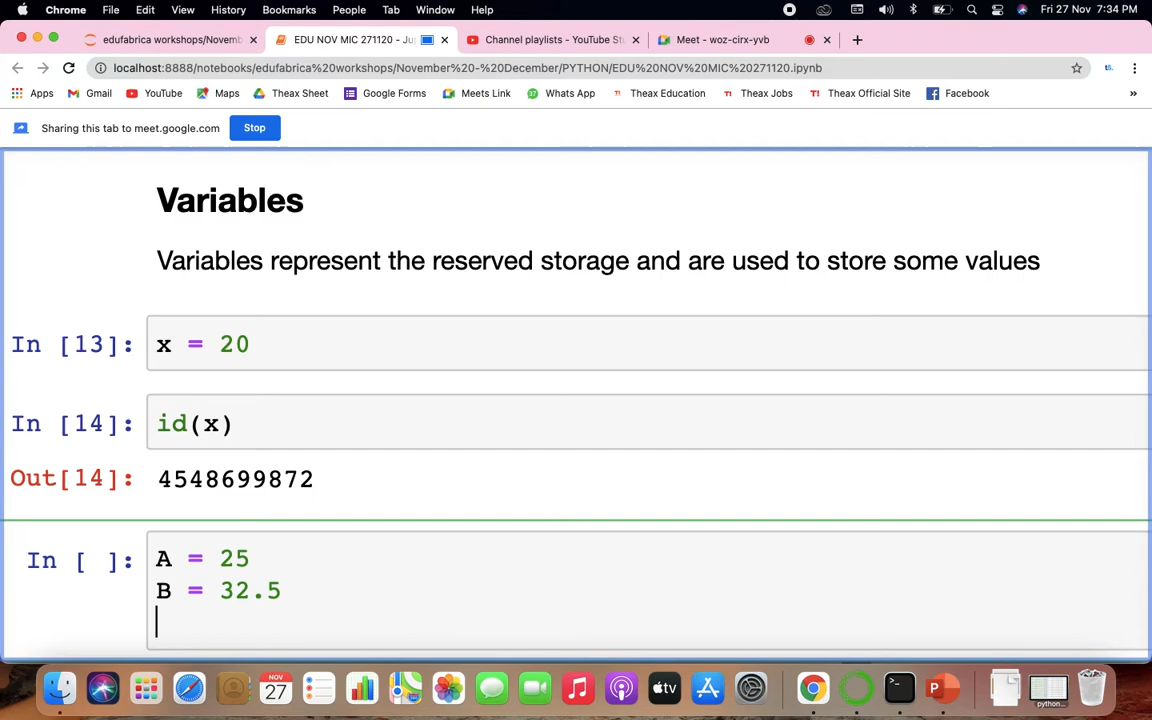 Chrome File Edit View History Bookmarks People Tab Window Help Fri 27 Nov 7:34 PM
edufabrica workshops/Novemb EDU NOV MIC 271120 - Ju Channel playlists - YouTube St Meet - woz-cirx-yvb
localhost:8888/notebooks/edufabrica%20workshops/November%20-%20December/PYTHON/EDU%20NOV%20MIC%20271120.ipynb
Apps Gmail YouTube Maps Theax Sheet Google Forms Meets Link Whats App Theax Education Theax Jobs Theax Official Site Facebook »
Sharing this tab to meet.google.com Stop
Variables
Variables represent the reserved storage and are used to store some values
In [13]: x = 20
In [14]: id(x)
Out[14]: 4548699872
In [ ]: A = 25
B = 32.5
NOV
27
tv
P
python...